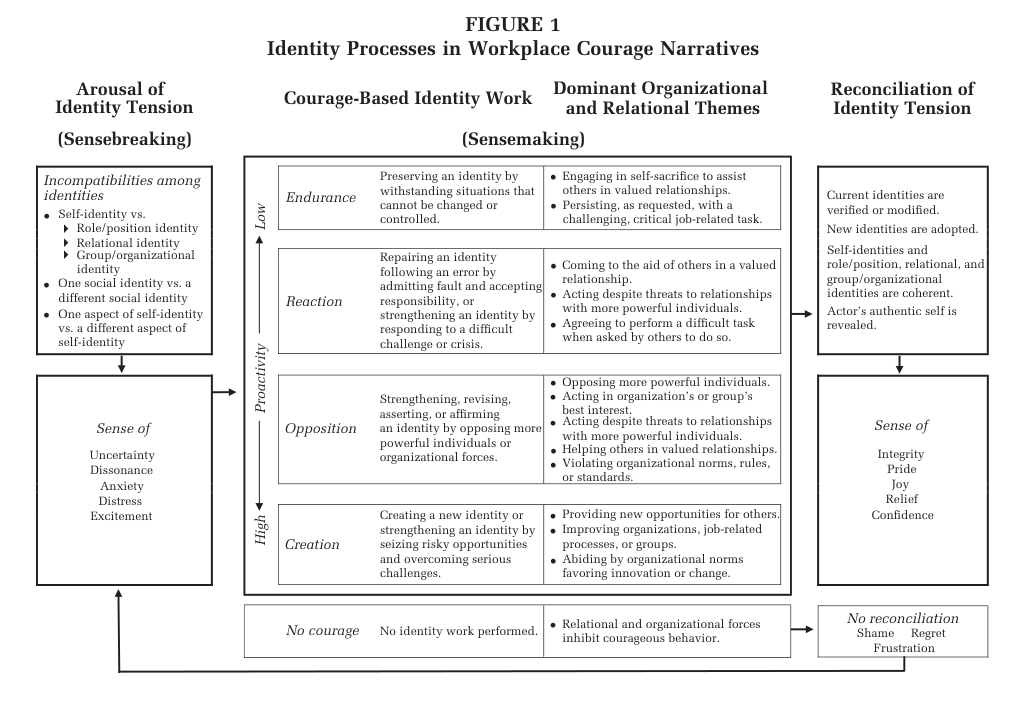 FIGURE 1
Identity Processes in Workplace Courage Narratives
Arousal of
Identity Tension
(Sensebreaking)
Courage-Based Identity Work
Dominant Organizational
and Relational Themes
(Sensemaking)
Reconciliation of
Identity Tension
Incompatibilities among
identities
• Self-identity vs.
Role/position identity
Relational identity
Group/organizational
identity
• One social identity vs. a
different social identity
• One aspect of self-identity
vs. a different aspect of
self-identity
Sense of
Uncertainty
Dissonance
Anxiety
Distress
Excitement
Low
Proactivity
High
Endurance
Preserving an identity by
withstanding situations that
cannot be changed or
controlled.
• Engaging in self-sacrifice to assist
others in valued relationships.
• Persisting, as requested, with a
challenging, critical job-related task.
Reaction
Repairing an identity
following an error by
admitting fault and accepting
responsibility, or
strengthening an identity by
responding to a difficult
challenge or crisis.
• Coming to the aid of others in a valued
relationship.
• Acting despite threats to relationships
with more powerful individuals.
• Agreeing to perform a difficult task
when asked by others to do so.
Opposition
Strengthening, revising,
asserting, or affirming
an identity by opposing more
powerful individuals or
organizational forces.
• Opposing more powerful individuals.
• Acting in organization's or group's
best interest.
• Acting despite threats to relationships
with more powerful individuals.
• Helping others in valued relationships.
• Violating organizational norms, rules,
or standards.
Creation
Creating a new identity or
strengthening an identity by
seizing risky opportunities
and overcoming serious
challenges.
• Providing new opportunities for others.
• Improving organizations, job-related
processes, or groups.
• Abiding by organizational norms
favoring innovation or change.
No courage
No identity work performed.
• Relational and organizational forces
inhibit courageous behavior.
Current identities are
verified or modified.
New identities are adopted.
Self-identities and
role/position, relational, and
group/organizational
identities are coherent.
Actor's authentic self is
revealed.
Sense of
Integrity
Pride
Joy
Relief
Confidence
No reconciliation
Shame Regret
Frustration